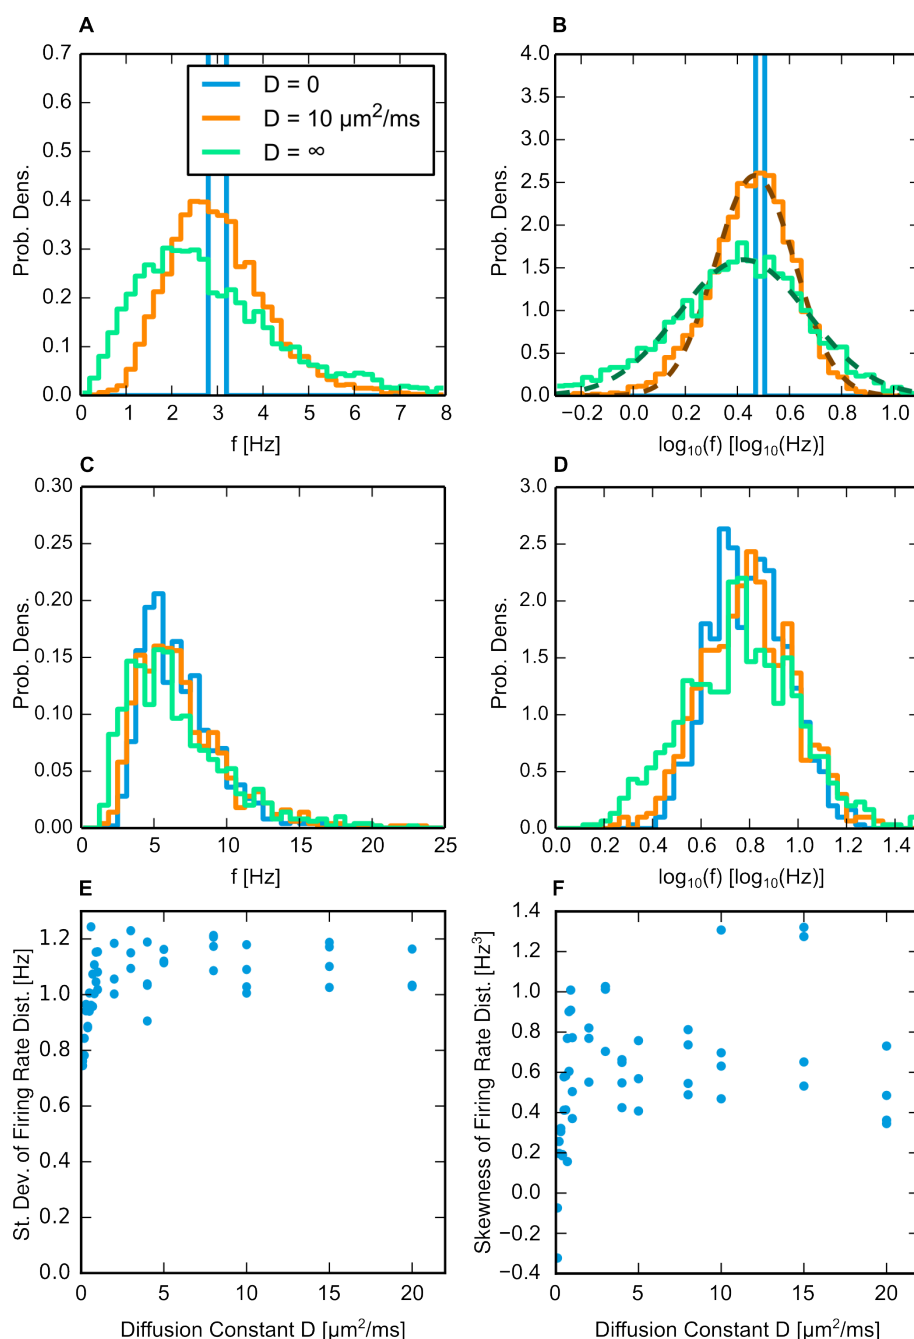 A
B
0.7
0.6
0.5
0.4
0.3
0.2
0.1
0.0
Prob. Dens.
D = 0
D = 10 µm²/ms
D = ∞
0 1 2 3 4 5 6 7 8
f [Hz]
4.0
3.5
3.0
2.5
2.0
1.5
1.0
0.5
0.0
Prob. Dens.
−0.2 0.0 0.2 0.4 0.6 0.8 1.0
log₁₀(f) [log₁₀(Hz)]
C
D
0.30
0.25
0.20
0.15
0.10
0.05
0.00
Prob. Dens.
0 5 10 15 20 25
f [Hz]
3.0
2.5
2.0
1.5
1.0
0.5
0.0
Prob. Dens.
0.0 0.2 0.4 0.6 0.8 1.0 1.2 1.4
log₁₀(f) [log₁₀(Hz)]
E
F
1.2
1.0
0.8
0.6
0.4
0.2
0.0
St. Dev. of Firing Rate Dist. [Hz]
0 5 10 15 20
Diffusion Constant D [µm²/ms]
1.4
1.2
1.0
0.8
0.6
0.4
0.2
0.0
−0.2
−0.4
Skewness of Firing Rate Dist. [Hz³]
0 5 10 15 20
Diffusion Constant D [µm²/ms]